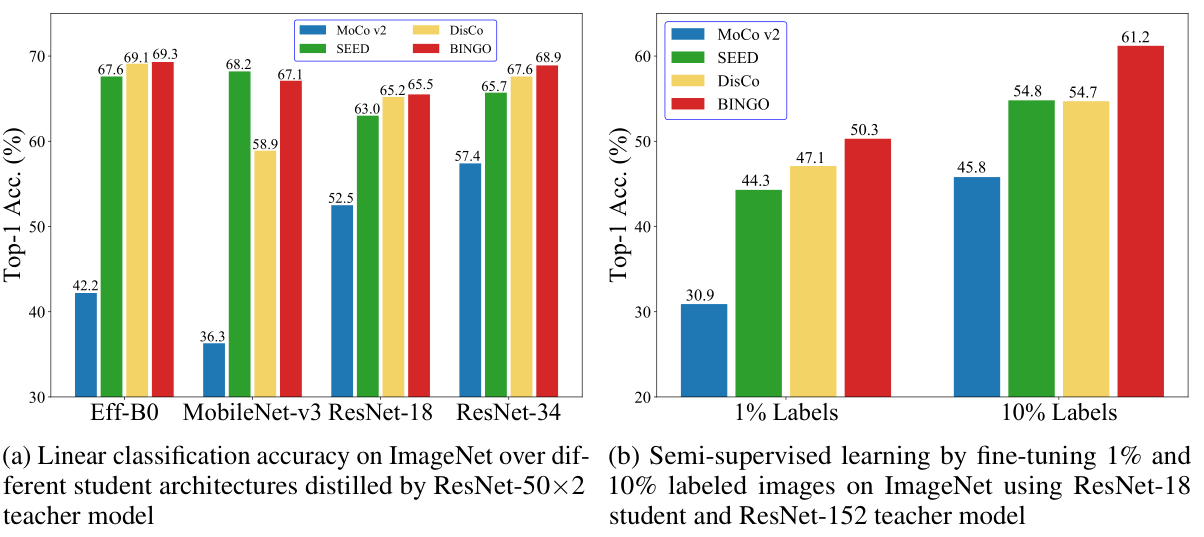 Top-1 Acc. (%)
70
60
50
40
30
MoCo v2
SEED
DisCo
BINGO
42.2
67.6
69.1
69.3
36.3
68.2
58.9
67.1
52.5
63.0
65.2
65.5
57.4
65.7
67.6
68.9
Eff-B0 MobileNet-v3 ResNet-18 ResNet-34
(a) Linear classification accuracy on ImageNet over dif-
ferent student architectures distilled by ResNet-50×2
teacher model
Top-1 Acc. (%)
60
50
40
30
20
MoCo v2
SEED
DisCo
BINGO
30.9
44.3
47.1
50.3
45.8
54.8
54.7
61.2
1% Labels 10% Labels
(b) Semi-supervised learning by fine-tuning 1% and
10% labeled images on ImageNet using ResNet-18
student and ResNet-152 teacher model